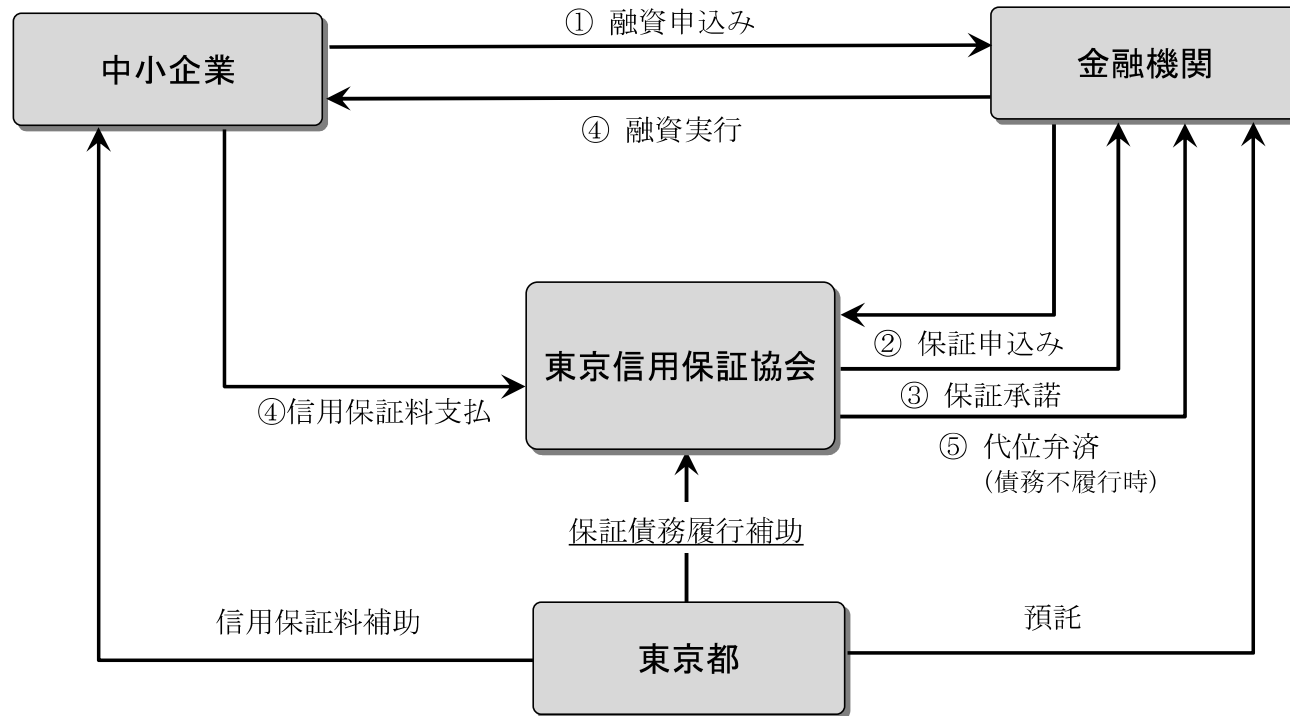 ① 融資申込み
中小企業
金融機関
④ 融資実行
東京信用保証協会
② 保証申込み
③ 保証承諾
④信用保証料支払
⑤ 代位弁済
(債務不履行時)
保証債務履行補助
信用保証料補助
預託
東京都